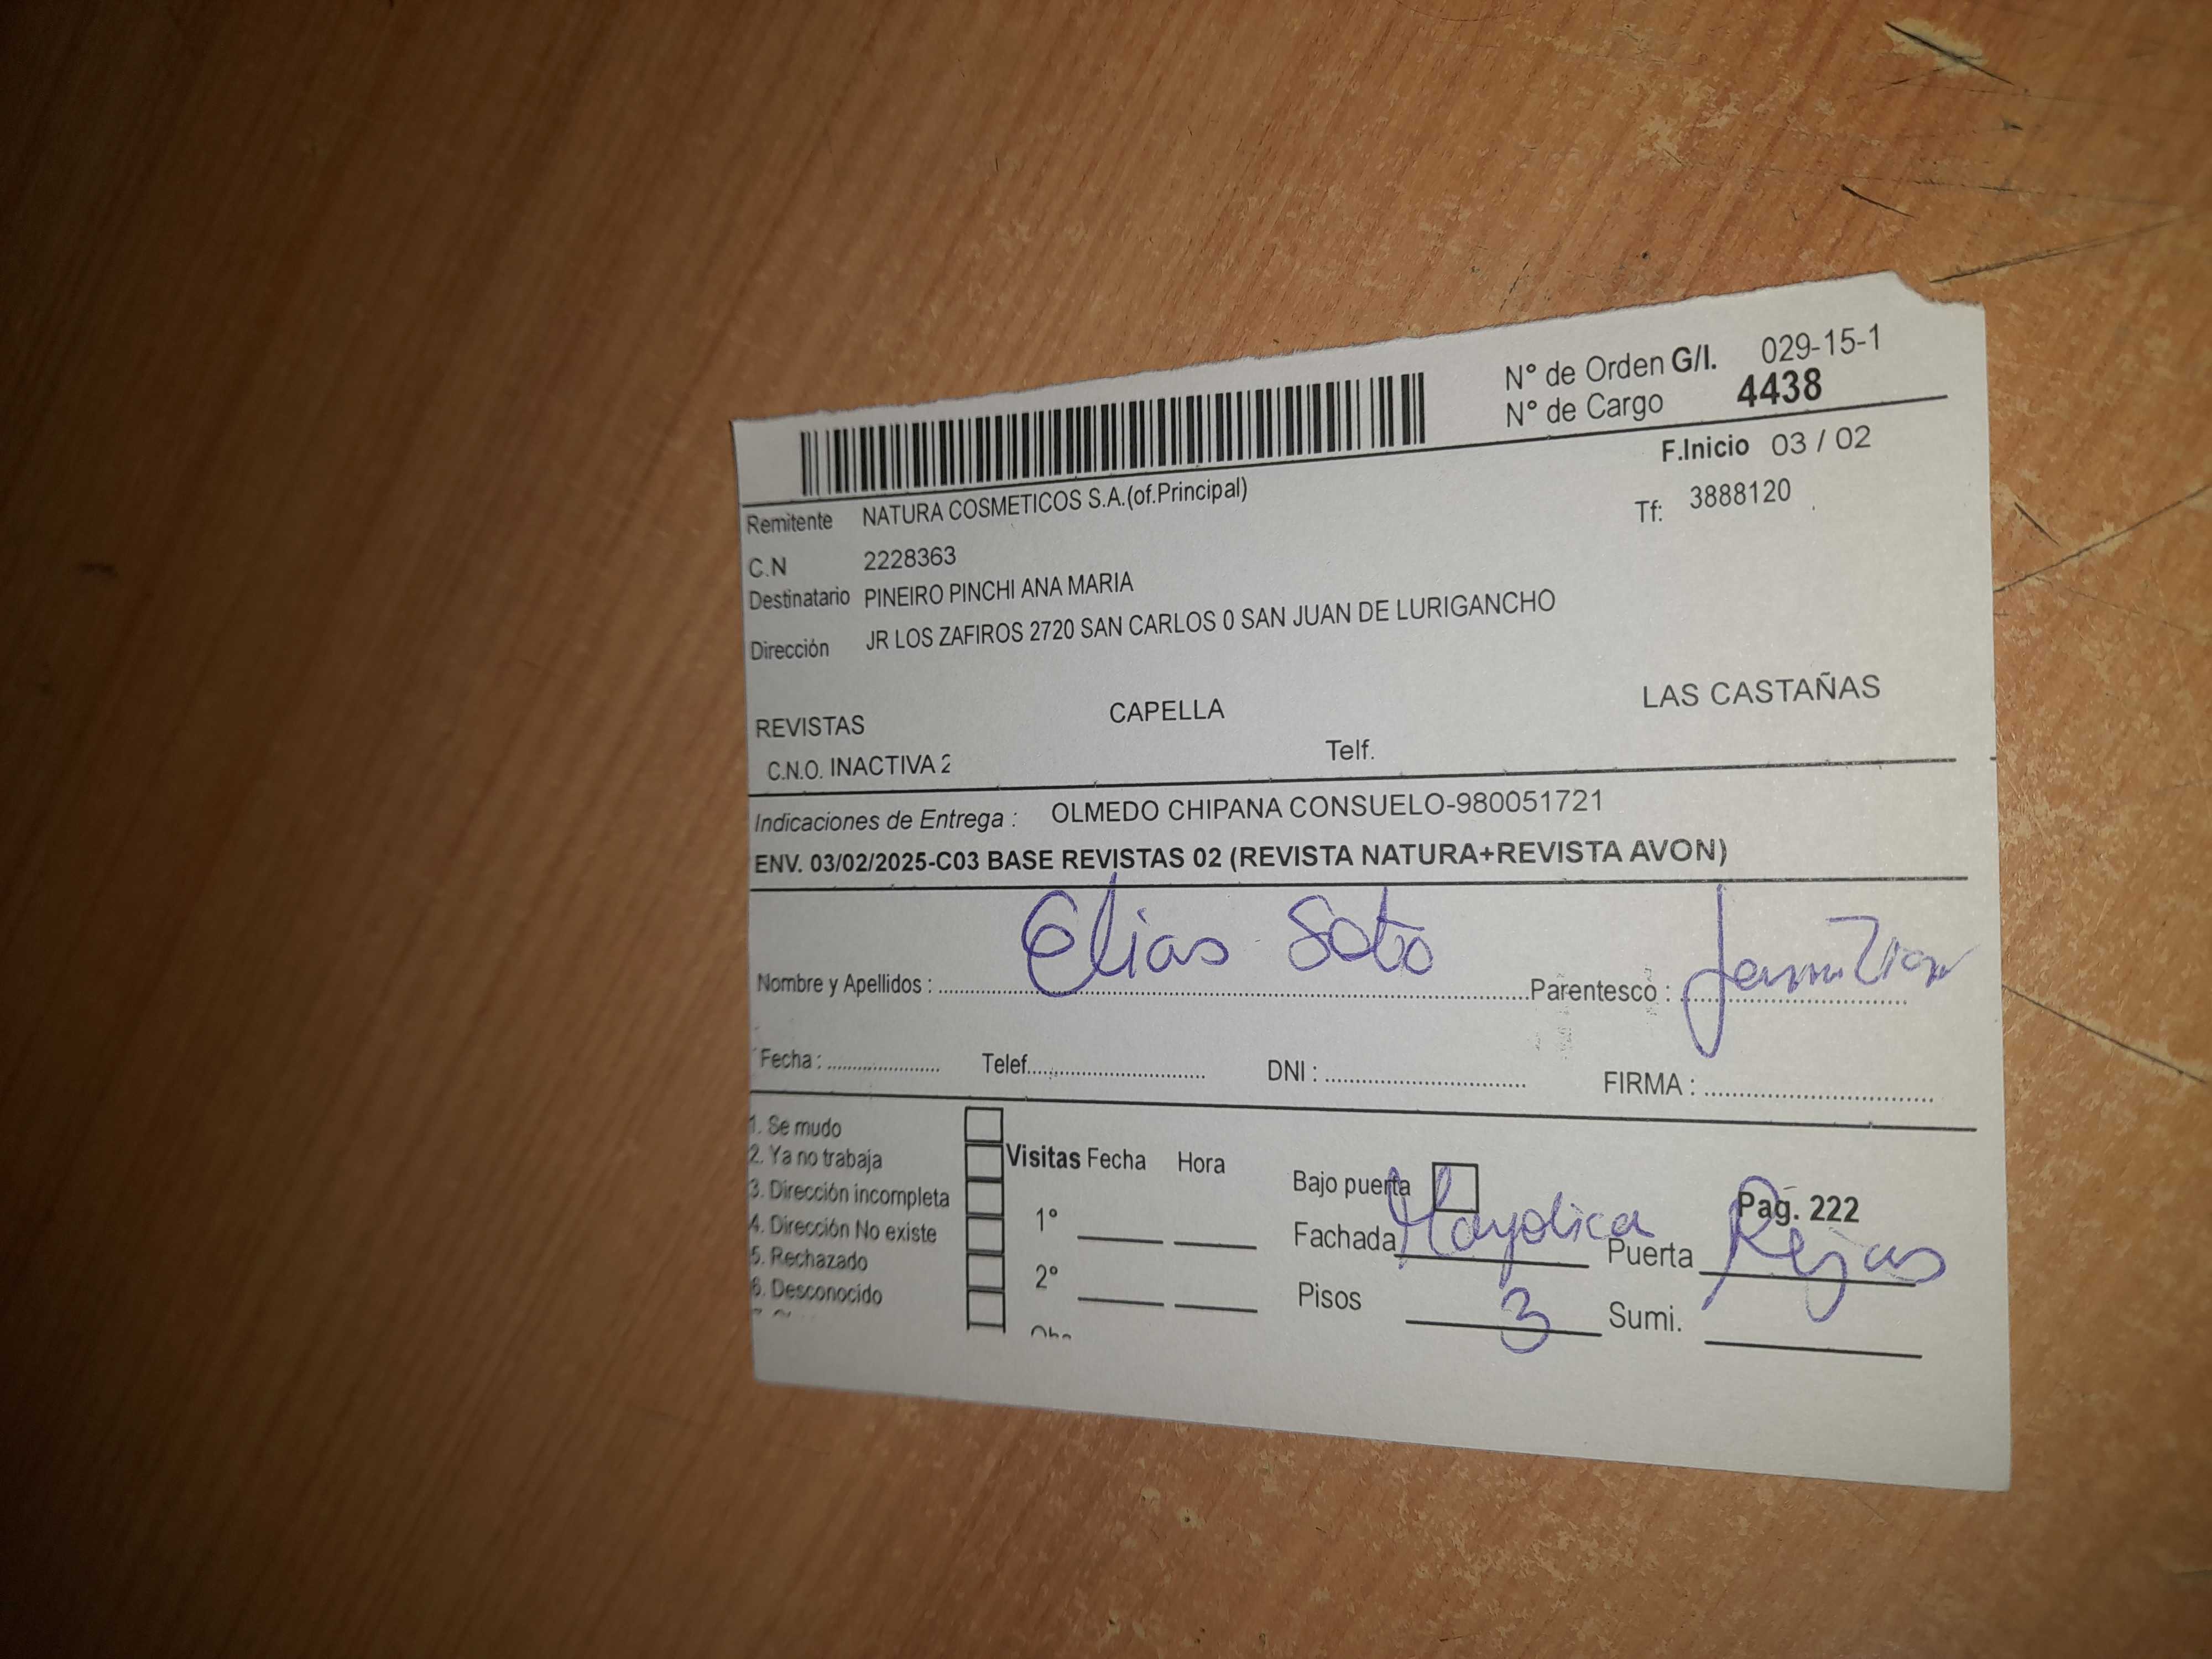 N° de Orden G/I. 029-15-1
N° de Cargo 4438
F.Inicio 03 / 02
Remitente NATURA COSMETICOS S.A.(of.Principal)
Tf: 3888120
C.N 2228363
Destinatario PINEIRO PINCHI ANA MARIA
Dirección JR LOS ZAFIROS 2720 SAN CARLOS 0 SAN JUAN DE LURIGANCHO
REVISTAS CAPELLA LAS CASTAÑAS
C.N.O. INACTIVA 2 Telf.
Indicaciones de Entrega : OLMEDO CHIPANA CONSUELO-980051721
ENV. 03/02/2025-C03 BASE REVISTAS 02 (REVISTA NATURA+REVISTA AVON)
Nombre y Apellidos : Elias Soto Parentesco : familiar
Fecha : Telef. DNI : FIRMA :
1. Se mudo
2. Ya no trabaja
3. Dirección incompleta
4. Dirección No existe
5. Rechazado
6. Desconocido
Visitas Fecha Hora
1°
2°
Bajo puerta Pag. 222
Fachada Mayolica Puerta Rejas
Pisos 3 Sumi.